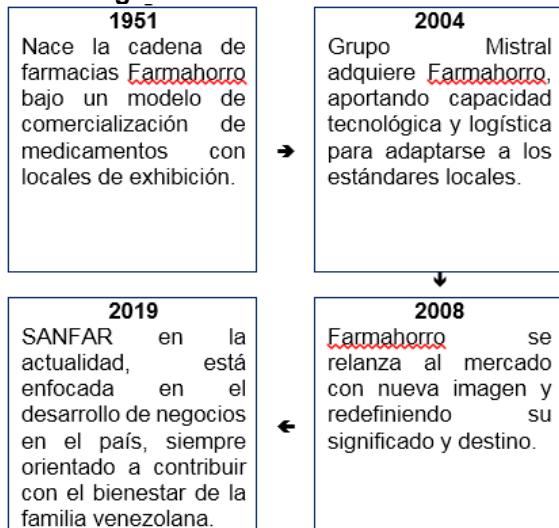 1951
Nace la cadena de
farmacias Farmahorro
bajo un modelo de
comercialización de
medicamentos con
locales de exhibición.
2004
Grupo Mistral
adquiere Farmahorro,
aportando capacidad
tecnológica y logística
para adaptarse a los
estándares locales.
2008
Farmahorro se
relanza al mercado
con nueva imagen y
redefiniendo su
significado y destino.
2019
SANFAR en la
actualidad, está
enfocada en el
desarrollo de negocios
en el país, siempre
orientado a contribuir
con el bienestar de la
familia venezolana.